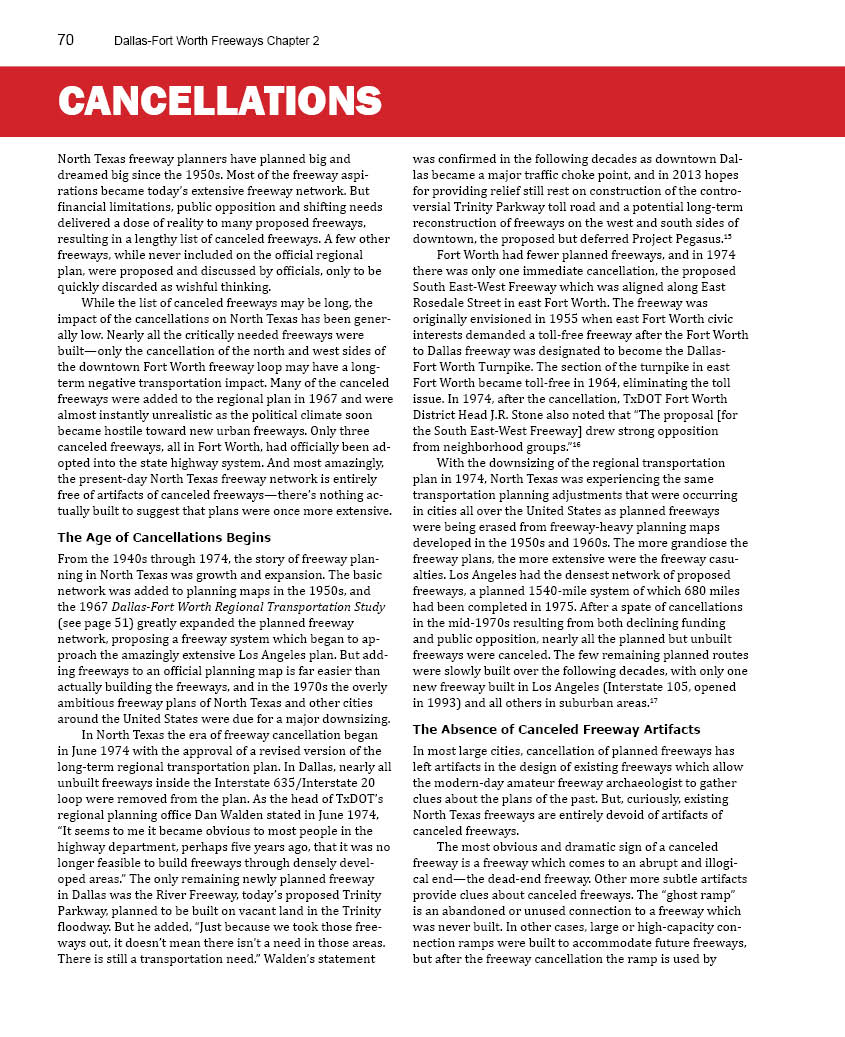 70 Dallas-Fort Worth Freeways Chapter 2
CANCELLATIONS
North Texas freeway planners have planned big and
dreamed big since the 1950s. Most of the freeway aspi-
rations became today's extensive freeway network. But
financial limitations, public opposition and shifting needs
delivered a dose of reality to many proposed freeways,
resulting in a lengthy list of canceled freeways. A few other
freeways, while never included on the official regional
plan, were proposed and discussed by officials, only to be
quickly discarded as wishful thinking.
While the list of canceled freeways may be long, the
impact of the cancellations on North Texas has been gener-
ally low. Nearly all the critically needed freeways were
built—only the cancellation of the north and west sides of
the downtown Fort Worth freeway loop may have a long-
term negative transportation impact. Many of the canceled
freeways were added to the regional plan in 1967 and were
almost instantly unrealistic as the political climate soon
became hostile toward new urban freeways. Only three
canceled freeways, all in Fort Worth, had officially been ad-
opted into the state highway system. And most amazingly,
the present-day North Texas freeway network is entirely
free of artifacts of canceled freeways—there's nothing ac-
tually built to suggest that plans were once more extensive.
The Age of Cancellations Begins
From the 1940s through 1974, the story of freeway plan-
ning in North Texas was growth and expansion. The basic
network was added to planning maps in the 1950s, and
the 1967 Dallas-Fort Worth Regional Transportation Study
(see page 51) greatly expanded the planned freeway
network, proposing a freeway system which began to ap-
proach the amazingly extensive Los Angeles plan. But add-
ing freeways to an official planning map is far easier than
actually building the freeways, and in the 1970s the overly
ambitious freeway plans of North Texas and other cities
around the United States were due for a major downsizing.
In North Texas the era of freeway cancellation began
in June 1974 with the approval of a revised version of the
long-term regional transportation plan. In Dallas, nearly all
unbuilt freeways inside the Interstate 635/Interstate 20
loop were removed from the plan. As the head of TxDOT's
regional planning office Dan Walden stated in June 1974,
"It seems to me it became obvious to most people in the
highway department, perhaps five years ago, that it was no
longer feasible to build freeways through densely devel-
oped areas." The only remaining newly planned freeway
in Dallas was the River Freeway, today's proposed Trinity
Parkway, planned to be built on vacant land in the Trinity
floodway. But he added, "Just because we took those free-
ways out, it doesn't mean there isn't a need in those areas.
There is still a transportation need." Walden's statement
was confirmed in the following decades as downtown Dal-
las became a major traffic choke point, and in 2013 hopes
for providing relief still rest on construction of the contro-
versial Trinity Parkway toll road and a potential long-term
reconstruction of freeways on the west and south sides of
downtown, the proposed but deferred Project Pegasus.¹⁵
Fort Worth had fewer planned freeways, and in 1974
there was only one immediate cancellation, the proposed
South East-West Freeway which was aligned along East
Rosedale Street in east Fort Worth. The freeway was
originally envisioned in 1955 when east Fort Worth civic
interests demanded a toll-free freeway after the Fort Worth
to Dallas freeway was designated to become the Dallas-
Fort Worth Turnpike. The section of the turnpike in east
Fort Worth became toll-free in 1964, eliminating the toll
issue. In 1974, after the cancellation, TxDOT Fort Worth
District Head J.R. Stone also noted that "The proposal [for
the South East-West Freeway] drew strong opposition
from neighborhood groups."¹⁶
With the downsizing of the regional transportation
plan in 1974, North Texas was experiencing the same
transportation planning adjustments that were occurring
in cities all over the United States as planned freeways
were being erased from freeway-heavy planning maps
developed in the 1950s and 1960s. The more grandiose the
freeway plans, the more extensive were the freeway casu-
alties. Los Angeles had the densest network of proposed
freeways, a planned 1540-mile system of which 680 miles
had been completed in 1975. After a spate of cancellations
in the mid-1970s resulting from both declining funding
and public opposition, nearly all the planned but unbuilt
freeways were canceled. The few remaining planned routes
were slowly built over the following decades, with only one
new freeway built in Los Angeles (Interstate 105, opened
in 1993) and all others in suburban areas.¹⁷
The Absence of Canceled Freeway Artifacts
In most large cities, cancellation of planned freeways has
left artifacts in the design of existing freeways which allow
the modern-day amateur freeway archaeologist to gather
clues about the plans of the past. But, curiously, existing
North Texas freeways are entirely devoid of artifacts of
canceled freeways.
The most obvious and dramatic sign of a canceled
freeway is a freeway which comes to an abrupt and illogi-
cal end—the dead-end freeway. Other more subtle artifacts
provide clues about canceled freeways. The "ghost ramp"
is an abandoned or unused connection to a freeway which
was never built. In other cases, large or high-capacity con-
nection ramps were built to accommodate future freeways,
but after the freeway cancellation the ramp is used by